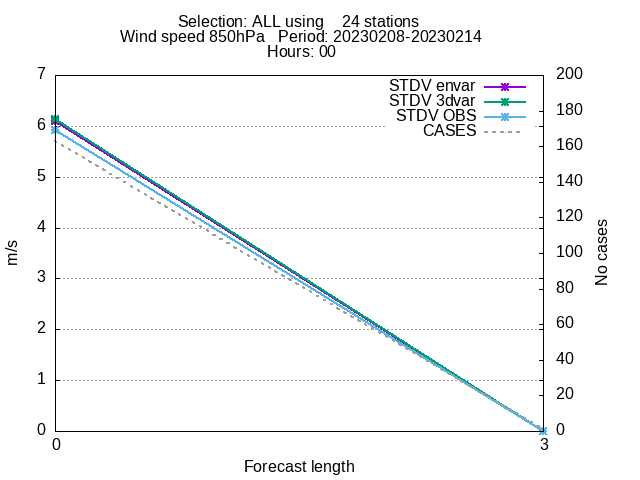 Selection: ALL using    24 stations
Wind speed 850hPa   Period: 20230208-20230214
Hours: 00
7 200
STDV envar
STDV 3dvar
STDV OBS
CASES
6 180
160
5 140
4 120
m/s No cases
100
3 80
2 60
40
1 20
0 0
0 3
Forecast length